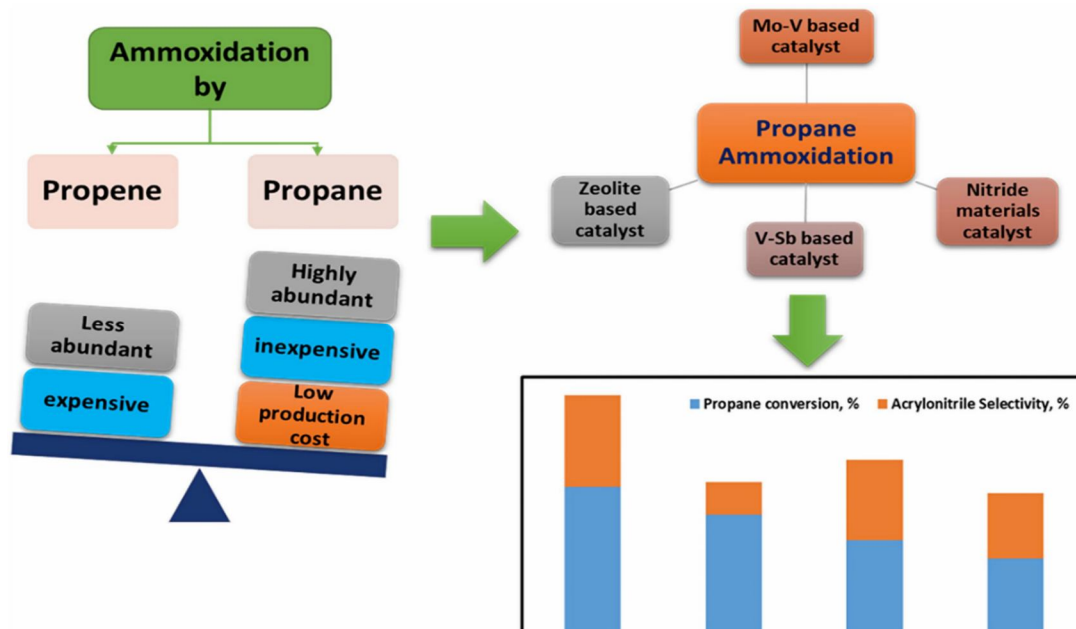 Ammoxidation
by
Propene
Propane
Less
abundant
expensive
Highly
abundant
inexpensive
Low
production
cost
Mo-V based
catalyst
Propane
Ammoxidation
Zeolite
based
catalyst
V-Sb based
catalyst
Nitride
materials
catalyst
Propane conversion, %
Acrylonitrile Selectivity, %